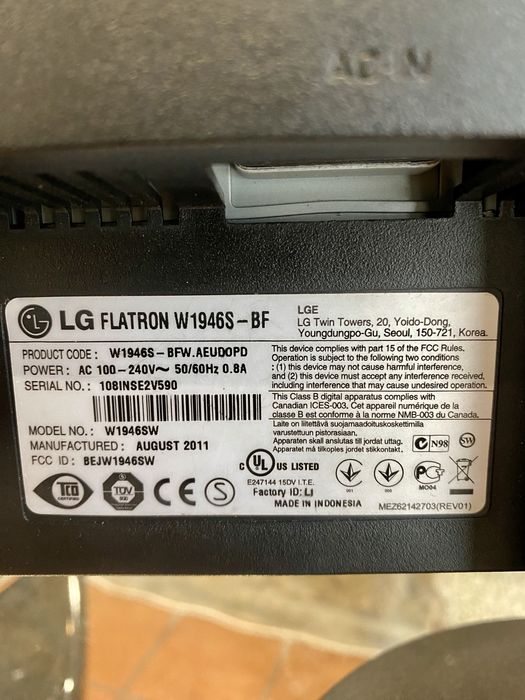 AC IN
LG FLATRON W1946S-BF
LGE
LG Twin Towers, 20, Yoido-Dong,
Youngdungpo-Gu, Seoul, 150-721, Korea.
PRODUCT CODE: W1946S-BFW.AEUDOPD
POWER: AC 100-240V~ 50/60Hz 0.8A
SERIAL NO.: 108INSE2V590
This device complies with part 15 of the FCC Rules.
Operation is subject to the following two conditions
: (1) this device may not cause harmful interference, and
(2) this device must accept any interference received,
including interference that may cause undesired operation.
This Class B digital apparatus complies with
Canadian ICES-003. Cet appareil numérique de la
classe B est conforme à la norme NMB-003 du Canada.
MODEL NO.: W1946SW
MANUFACTURED: AUGUST 2011
FCC ID: BEJW1946SW
Laite on liitettävä suojamaadoituskoskettimilla
varustettuun pistorasiaan.
Apparaten skall anslutas till jordat uttag.
Apparatet må tilkoples jordet stikkontakt.
N98
SW
TCO
CERTIFIED
TÜV
CE
S
C UL US LISTED
E247144 15DV I.T.E.
Factory ID: LI
MADE IN INDONESIA
001
006
MO04
MEZ62142703(REV01)